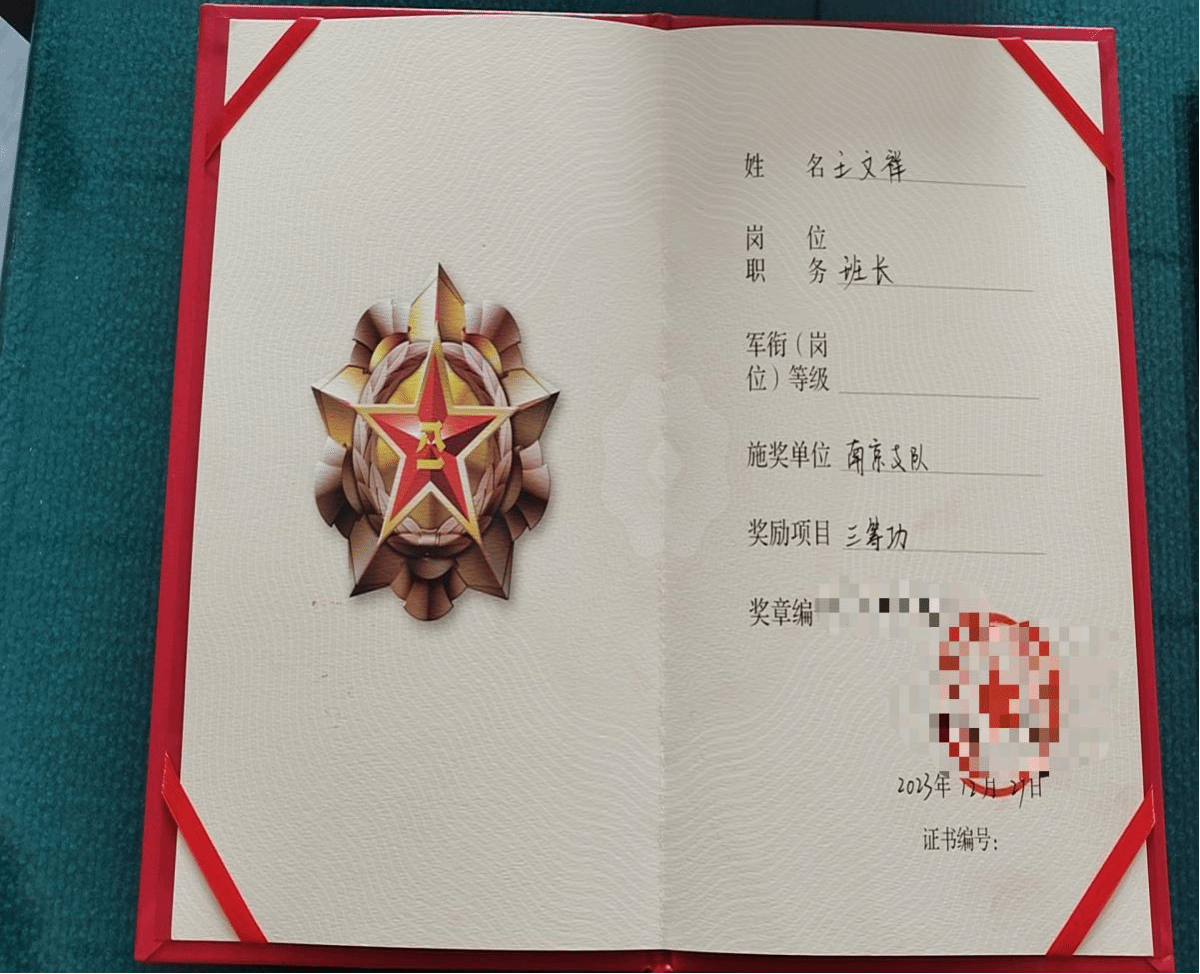 八一
姓名 王文祥
岗位
职务 班长
军衔（岗
位）等级
施奖单位 南京支队
奖励项目 三等功
奖章编
2023年12月27日
证书编号：